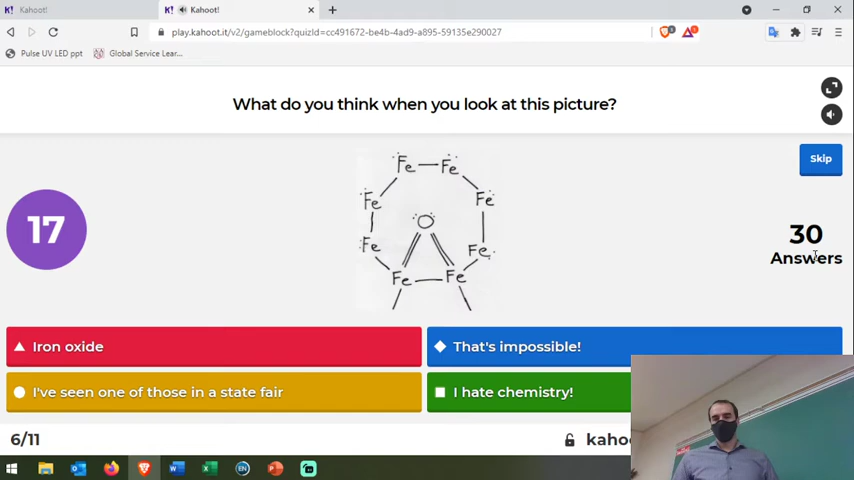 Kahoot!
Kahoot!
play.kahoot.it/v2/gameblock?quizId=cc491672-be4b-4ad9-a895-59135e290027
Pulse UV LED ppt
Global Service Lear...
What do you think when you look at this picture?
Skip
17
30
Answers
Fe Fe
Fe Fe
O
Fe Fe
Fe Fe
Iron oxide
That's impossible!
I've seen one of those in a state fair
I hate chemistry!
6/11
kahoo